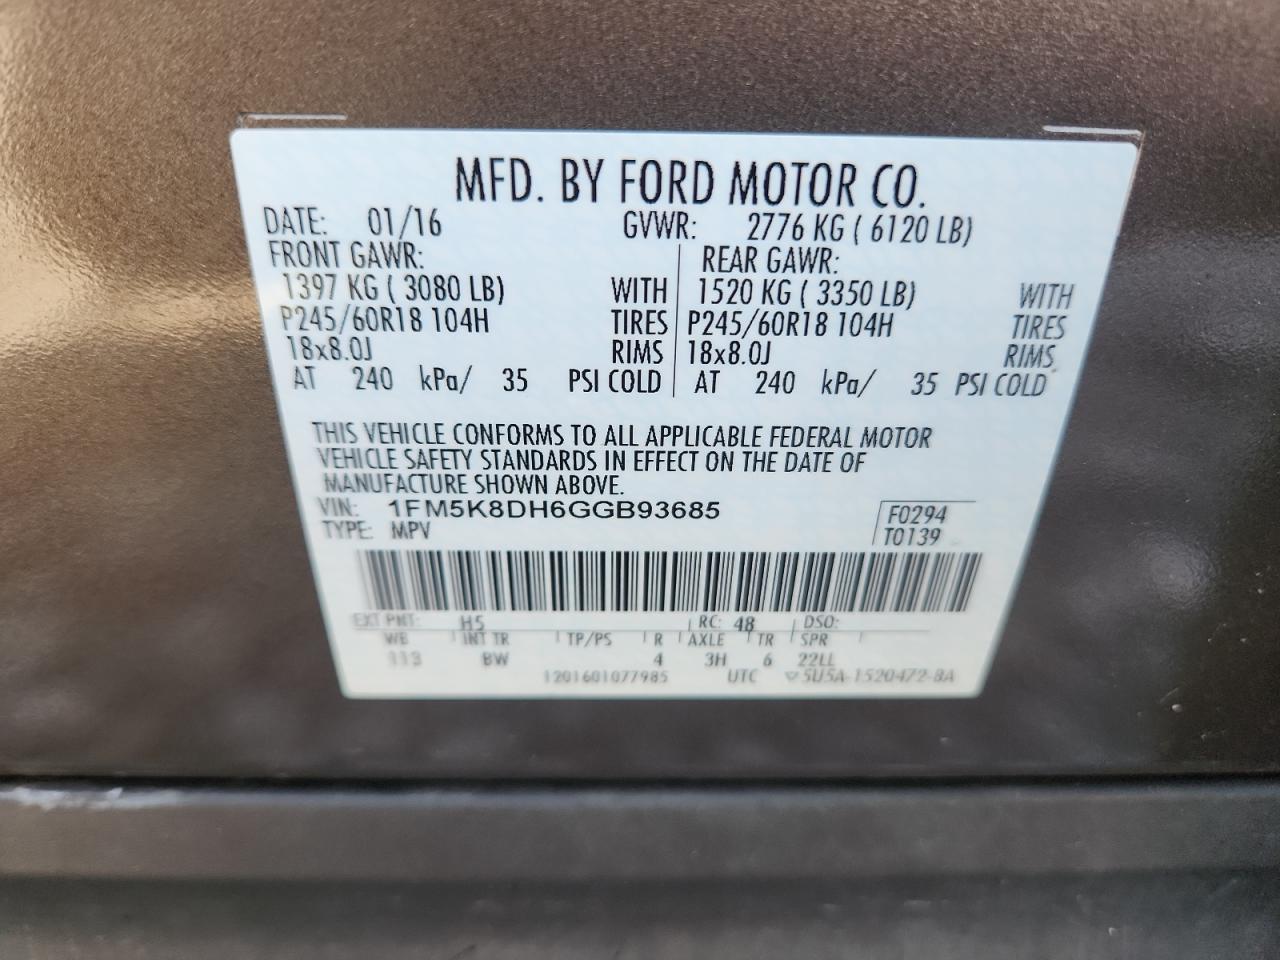 MFD. BY FORD MOTOR CO.
DATE: 01/16 GVWR: 2776 KG ( 6120 LB)
FRONT GAWR: REAR GAWR:
1397 KG ( 3080 LB) WITH 1520 KG ( 3350 LB) WITH
P245/60R18 104H TIRES P245/60R18 104H TIRES
18x8.0J RIMS 18x8.0J RIMS
AT 240 kPa/ 35 PSI COLD AT 240 kPa/ 35 PSI COLD
THIS VEHICLE CONFORMS TO ALL APPLICABLE FEDERAL MOTOR
VEHICLE SAFETY STANDARDS IN EFFECT ON THE DATE OF
MANUFACTURE SHOWN ABOVE.
VIN: 1FM5K8DH6GGB93685 F0294
TYPE: MPV T0139
EXT PNT: H5 RC: 48 DSO:
WB INT TR TP/PS R AXLE TR SPR
113 BW 4 3H 6 22LL
1201601077985 UTC ▽5U5A-1520472-BA